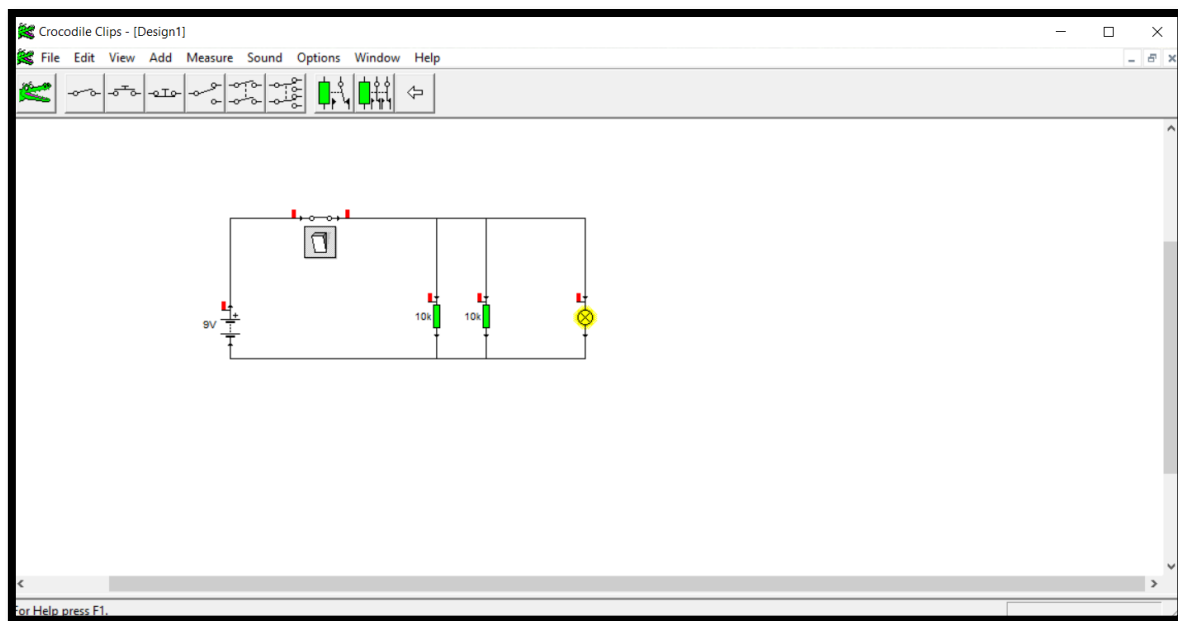 Crocodile Clips - [Design1]
File Edit View Add Measure Sound Options Window Help
9V
10k
10k
For Help press F1.